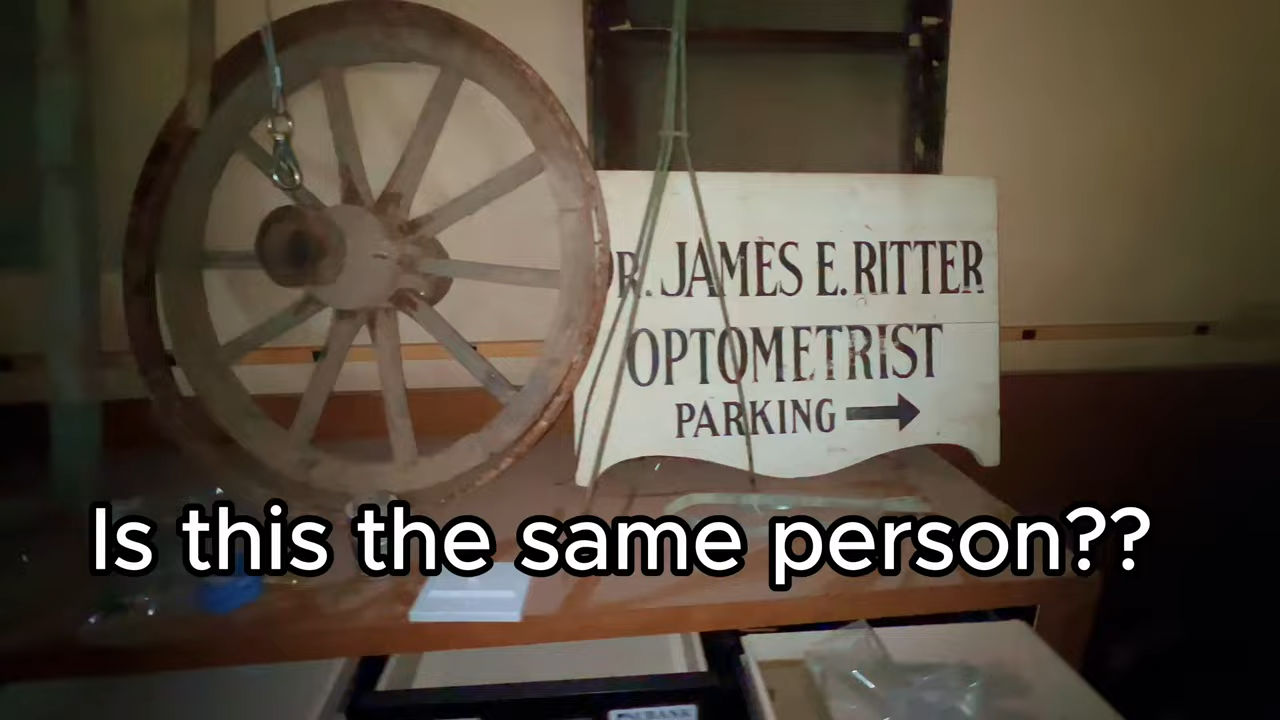 R. JAMES E. RITTER
OPTOMETRIST
PARKING
Is this the same person??